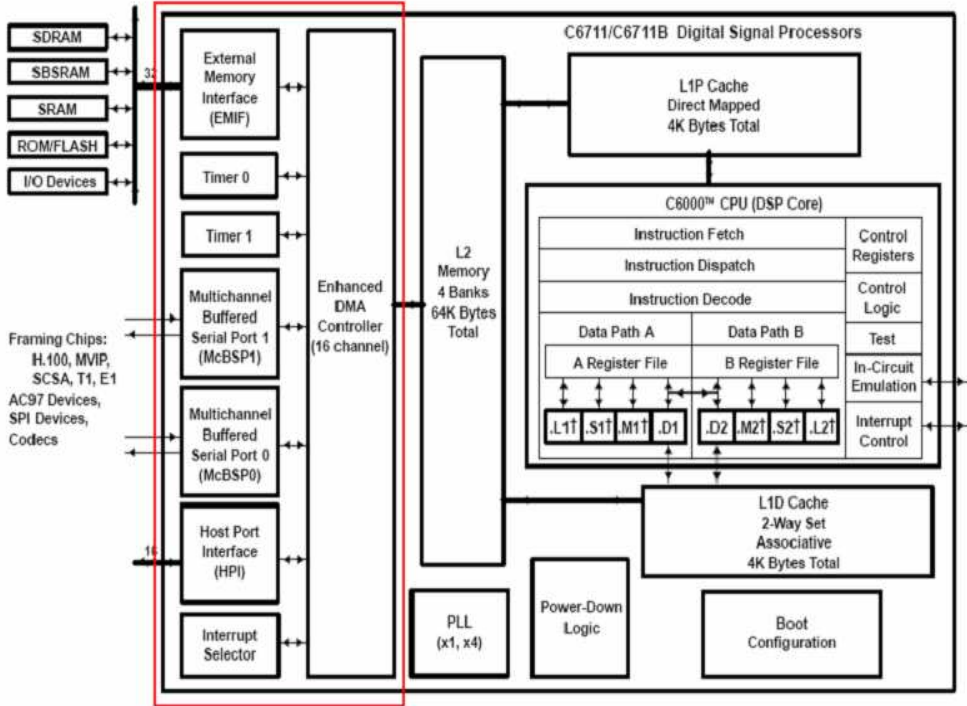 C6711/C6711B Digital Signal Processors
SDRAM
SBSRAM
SRAM
ROM/FLASH
I/O Devices
32
External
Memory
Interface
(EMIF)
Timer 0
Timer 1
Multichannel
Buffered
Serial Port 1
(McBSP1)
Framing Chips:
H.100, MVIP,
SCSA, T1, E1
AC97 Devices,
SPI Devices,
Codecs
Multichannel
Buffered
Serial Port 0
(McBSP0)
16
Host Port
Interface
(HPI)
Interrupt
Selector
Enhanced
DMA
Controller
(16 channel)
L2
Memory
4 Banks
64K Bytes
Total
L1P Cache
Direct Mapped
4K Bytes Total
C6000™ CPU (DSP Core)
Instruction Fetch
Instruction Dispatch
Instruction Decode
Data Path A
Data Path B
A Register File
B Register File
.L1† .S1† .M1† .D1
.D2 .M2† .S2† .L2†
Control
Registers
Control
Logic
Test
In-Circuit
Emulation
Interrupt
Control
L1D Cache
2-Way Set
Associative
4K Bytes Total
PLL
(x1, x4)
Power-Down
Logic
Boot
Configuration